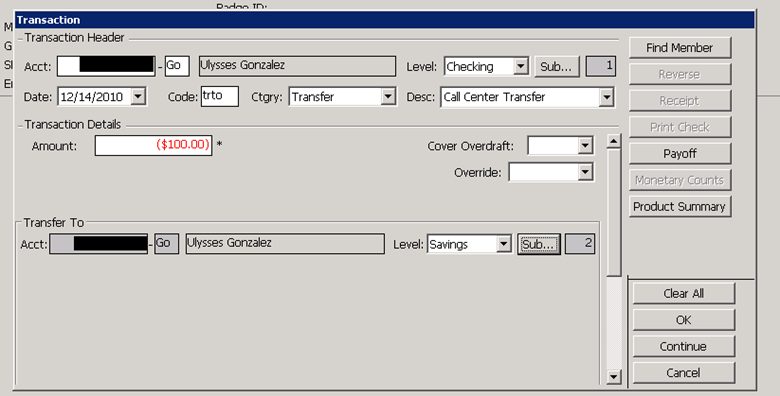 Badge ID:
Transaction
Transaction Header
Acct: - Go Ulysses Gonzalez Level: Checking Sub... 1
Date: 12/14/2010 Code: trto Ctgry: Transfer Desc: Call Center Transfer
Transaction Details
Amount: ($100.00) * Cover Overdraft:
Override:
Transfer To
Acct: - Go Ulysses Gonzalez Level: Savings Sub... 2
Find Member
Reverse
Receipt
Print Check
Payoff
Monetary Counts
Product Summary
Clear All
OK
Continue
Cancel